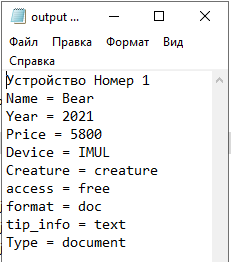 output ...
Файл Правка Формат Вид
Справка
Устройство Номер 1
Name = Bear
Year = 2021
Price = 5800
Device = IMUL
Creature = creature
access = free
format = doc
tip_info = text
Type = document